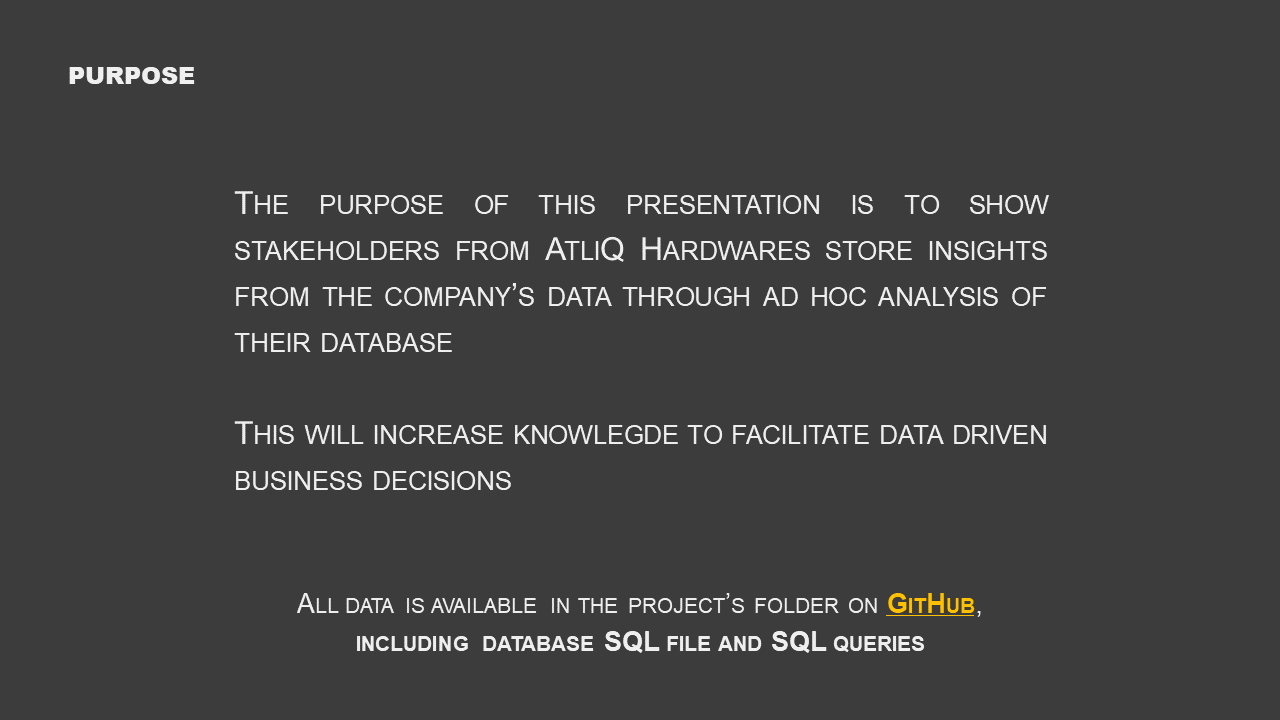 PURPOSE
The purpose of this presentation is to show
stakeholders from AtliQ Hardwares store insights
from the company’s data through ad hoc analysis of
their database
This will increase knowlegde to facilitate data driven
business decisions
All data is available in the project’s folder on GitHub,
including database SQL file and SQL queries